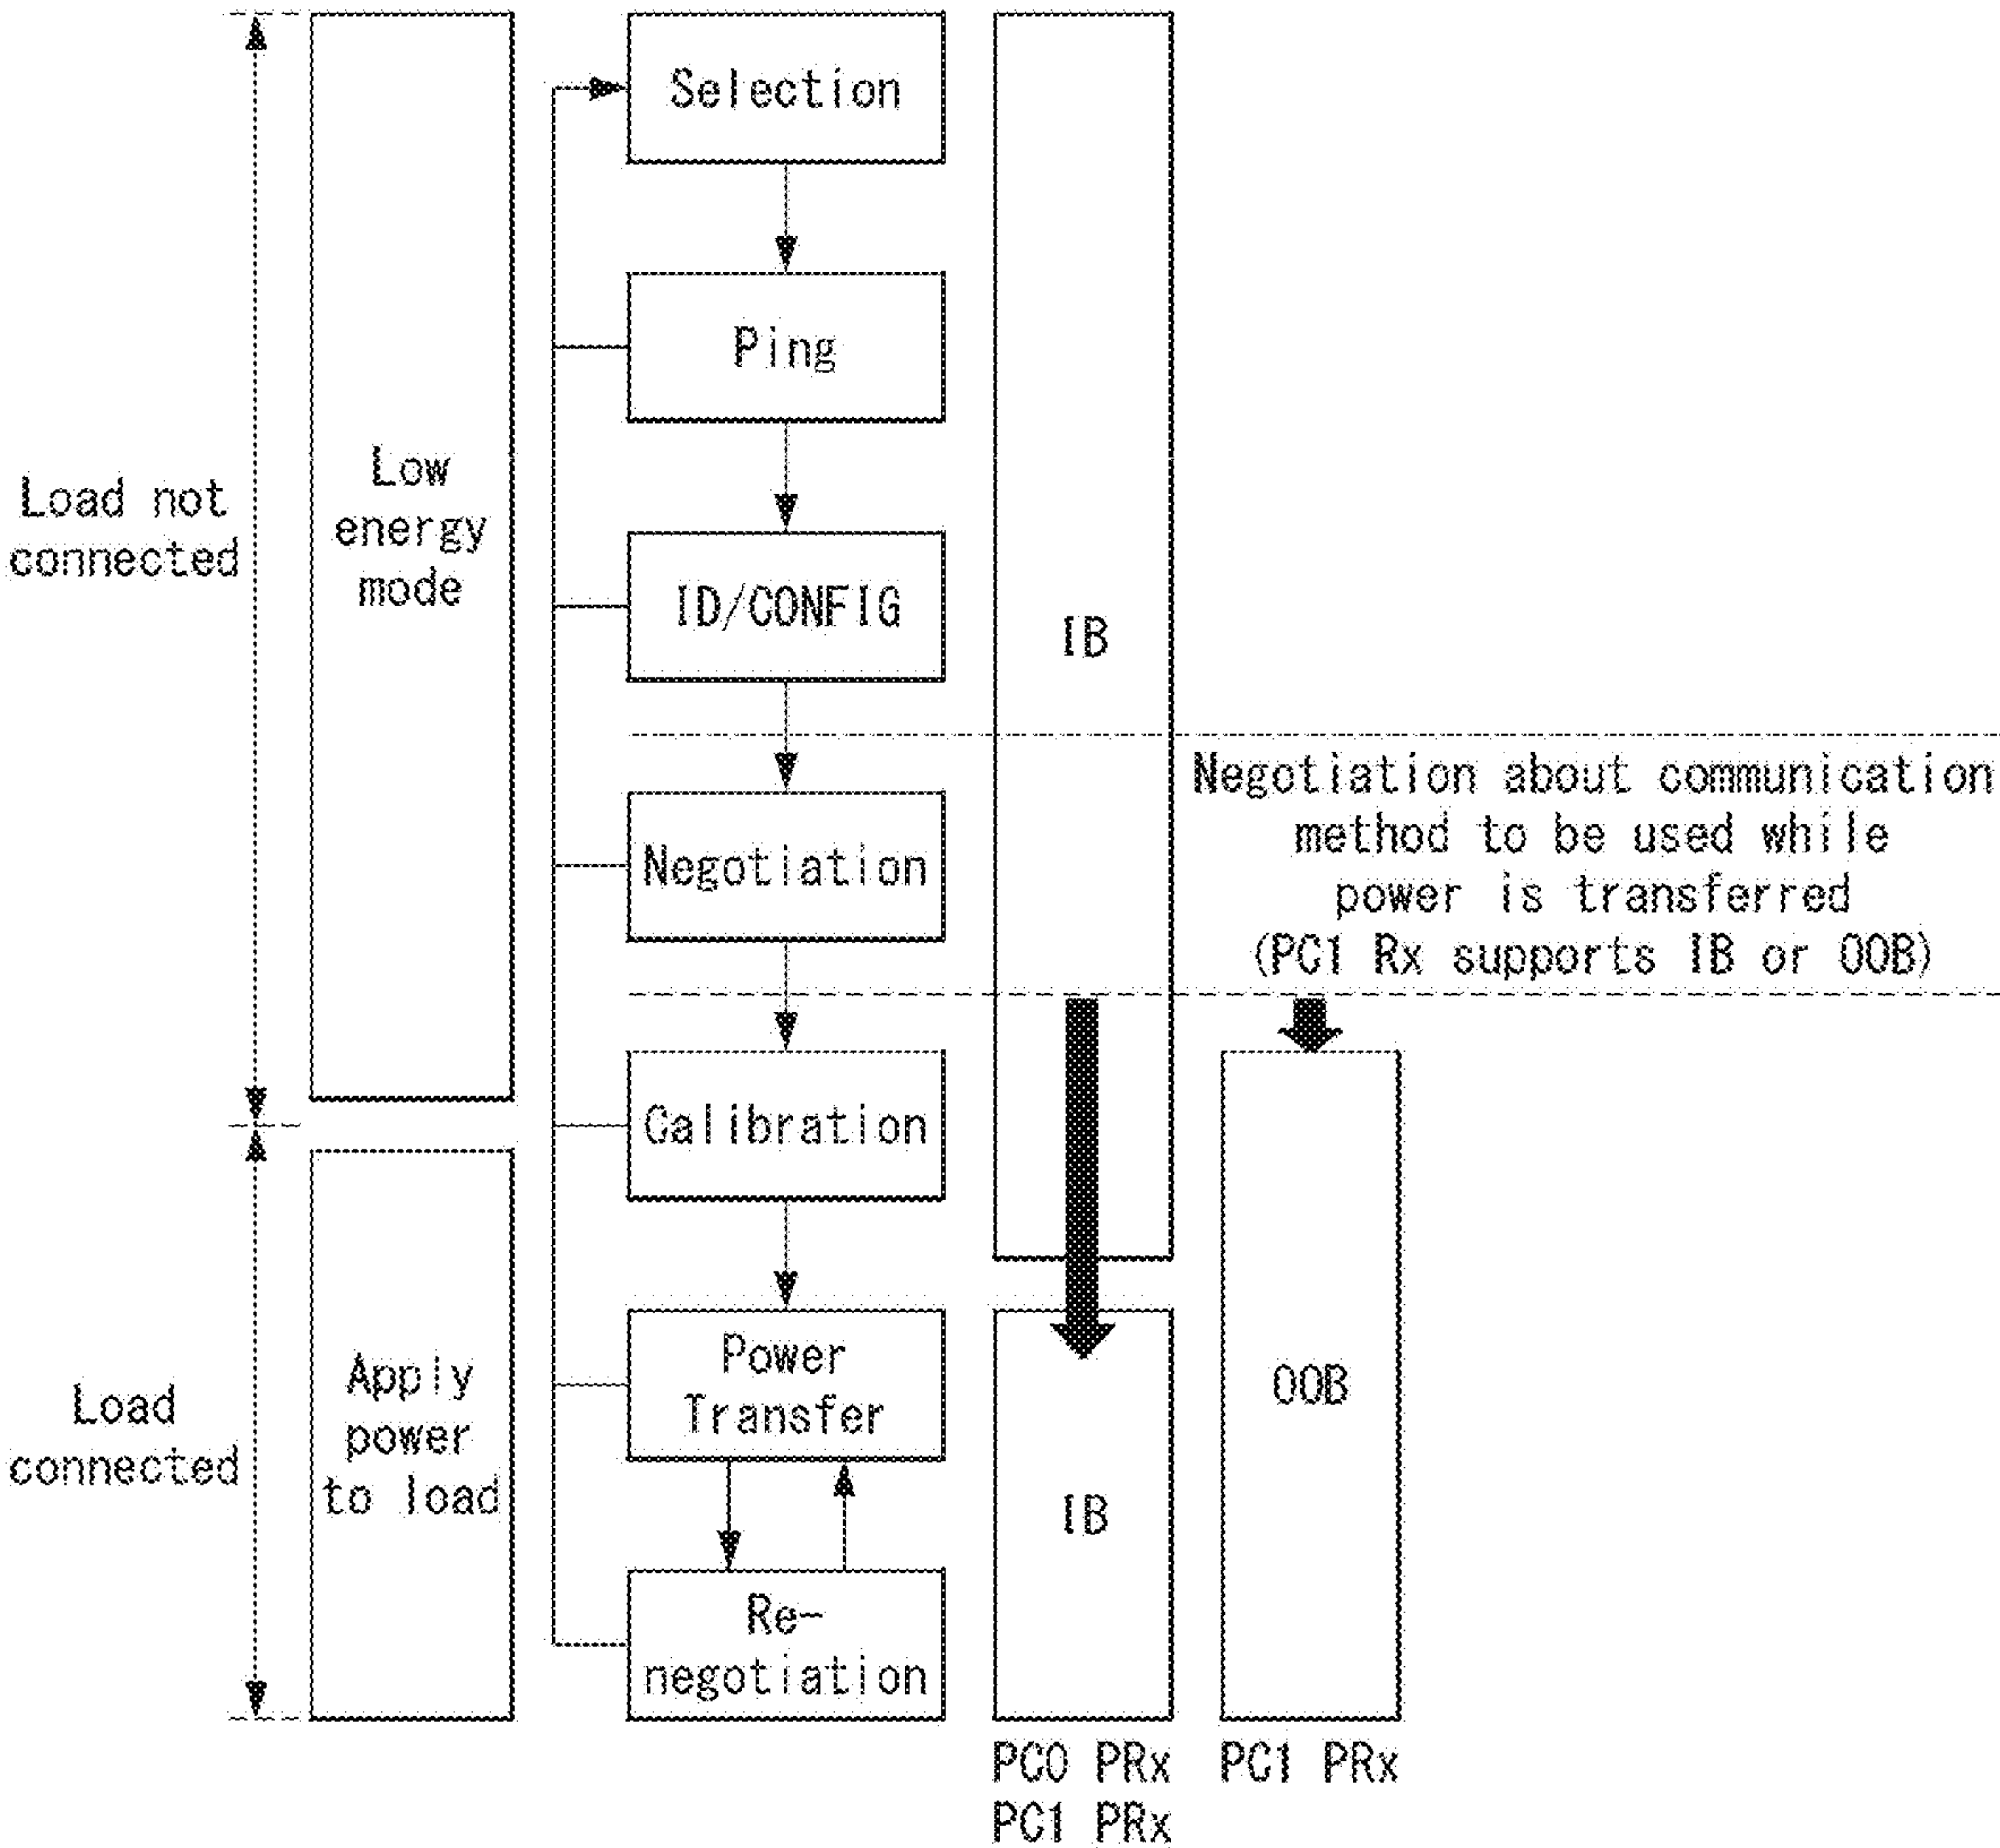 Selection
Ping
Load not
connected
Low
energy
mode
ID/CONFIG
IB
Negotiation about communication
method to be used while
power is transferred
(PC1 Rx supports IB or OOB)
Negotiation
Calibration
Load
connected
Apply
power
to load
Power
Transfer
OOB
IB
Re-
negotiation
PC0 PRx
PC1 PRx
PC1 PRx